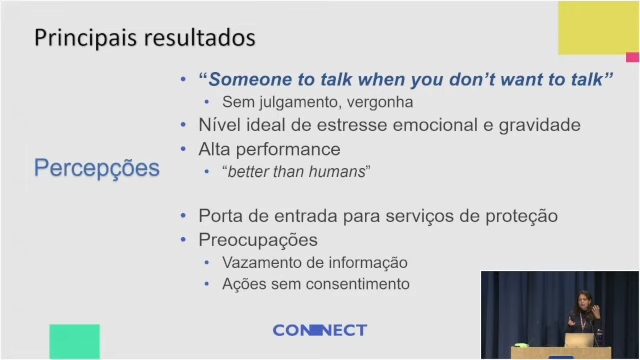 Principais resultados
Percepções
• “Someone to talk when you don’t want to talk”
• Sem julgamento, vergonha
• Nível ideal de estresse emocional e gravidade
• Alta performance
• “better than humans”
• Porta de entrada para serviços de proteção
• Preocupações
• Vazamento de informação
• Ações sem consentimento
CONNECT